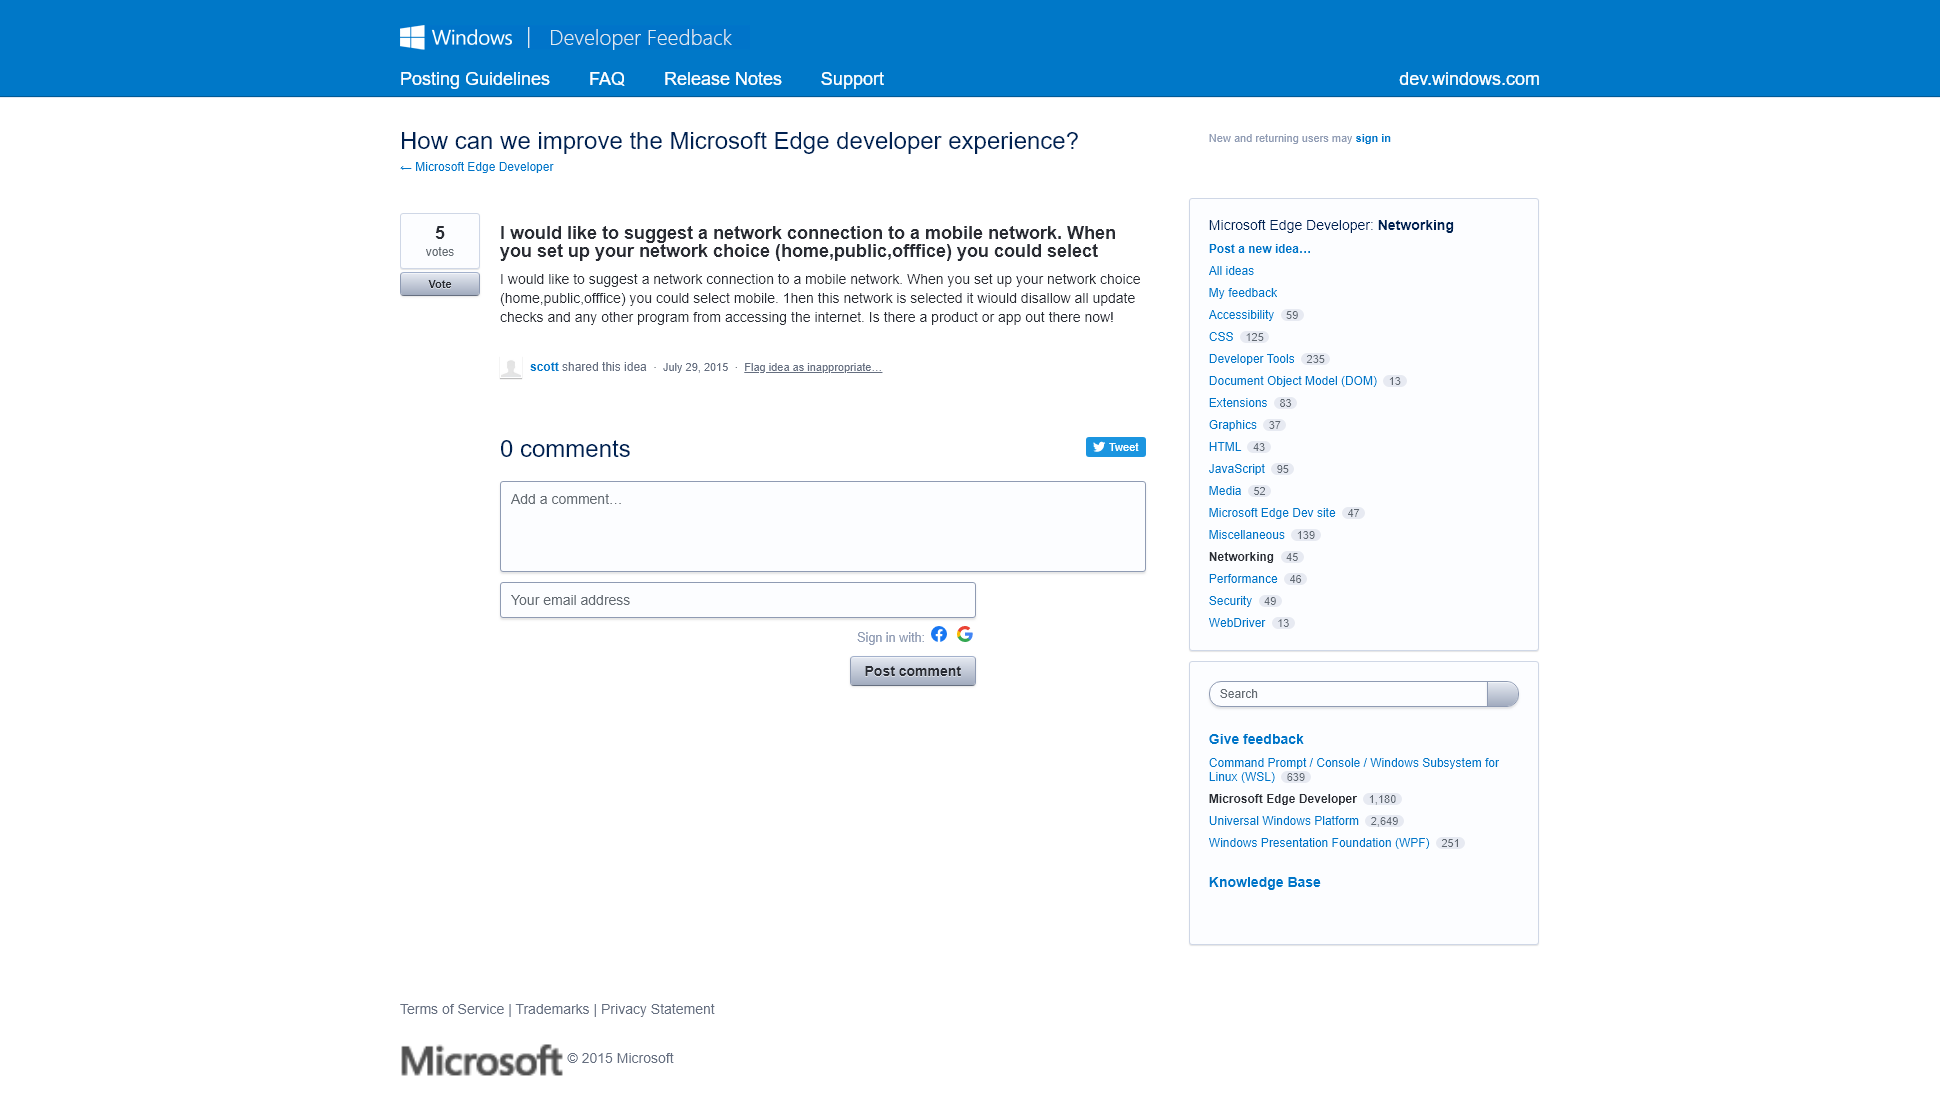 Windows | Developer Feedback
Posting Guidelines FAQ Release Notes Support dev.windows.com
How can we improve the Microsoft Edge developer experience?
← Microsoft Edge Developer
New and returning users may sign in
5
votes
Vote
I would like to suggest a network connection to a mobile network. When
you set up your network choice (home,public,offfice) you could select
I would like to suggest a network connection to a mobile network. When you set up your network choice
(home,public,offfice) you could select mobile. 1hen this network is selected it wiould disallow all update
checks and any other program from accessing the internet. Is there a product or app out there now!
scott shared this idea · July 29, 2015 · Flag idea as inappropriate…
0 comments
Tweet
Add a comment…
Your email address
Sign in with:
Post comment
Microsoft Edge Developer: Networking
Post a new idea…
All ideas
My feedback
Accessibility 59
CSS 125
Developer Tools 235
Document Object Model (DOM) 13
Extensions 83
Graphics 37
HTML 43
JavaScript 95
Media 52
Microsoft Edge Dev site 47
Miscellaneous 139
Networking 45
Performance 46
Security 49
WebDriver 13
Search
Give feedback
Command Prompt / Console / Windows Subsystem for
Linux (WSL) 639
Microsoft Edge Developer 1,180
Universal Windows Platform 2,649
Windows Presentation Foundation (WPF) 251
Knowledge Base
Terms of Service | Trademarks | Privacy Statement
Microsoft © 2015 Microsoft